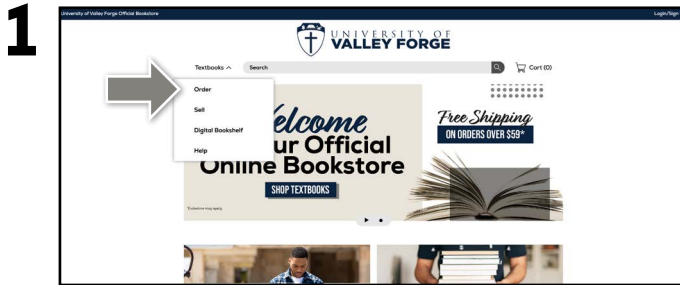 1
University of Valley Forge Official Bookstore
Login/Sign
UNIVERSITY OF
VALLEY FORGE
Textbooks
Search
Cart (0)
Order
Sell
Digital Bookshelf
Help
elcome
ur Official
Online Bookstore
SHOP TEXTBOOKS
Free Shipping
ON ORDERS OVER $59*